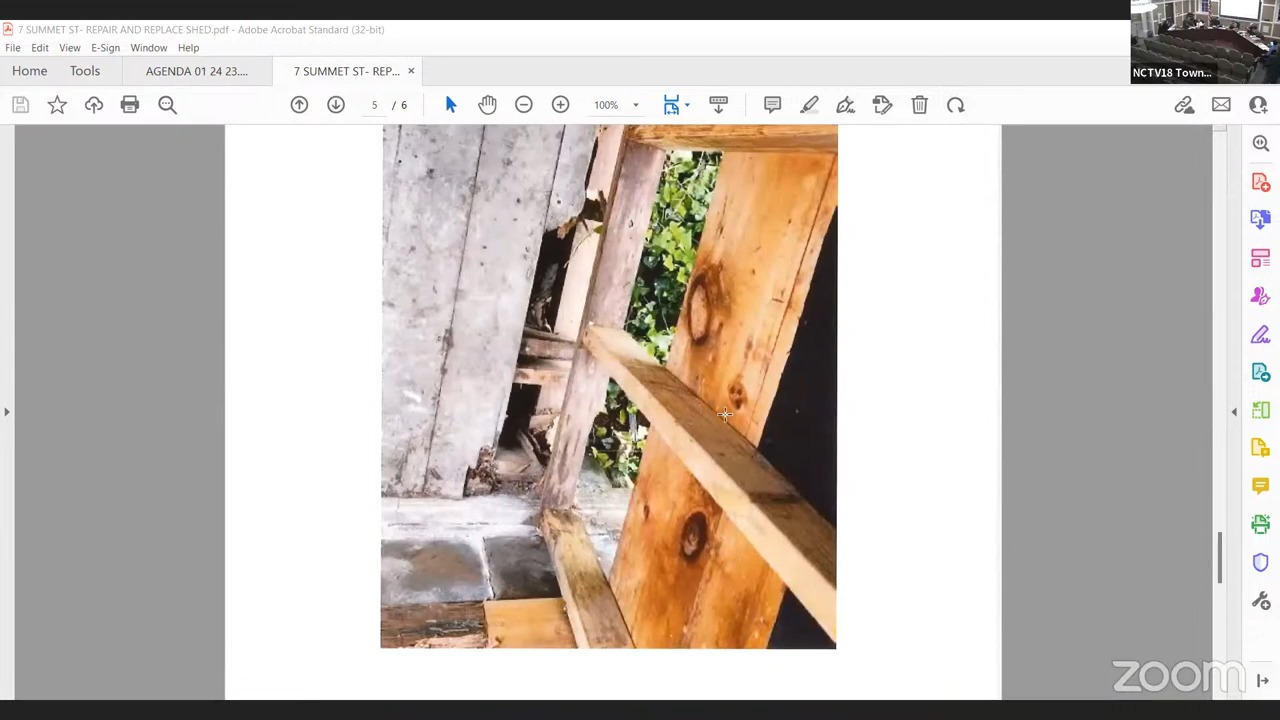 7 SUMMET ST- REPAIR AND REPLACE SHED.pdf - Adobe Acrobat Standard (32-bit)
File Edit View E-Sign Window Help
Home Tools AGENDA 01 24 23.... 7 SUMMET ST- REP... ×
5 / 6 100%
NCTV18 Town...
zoom